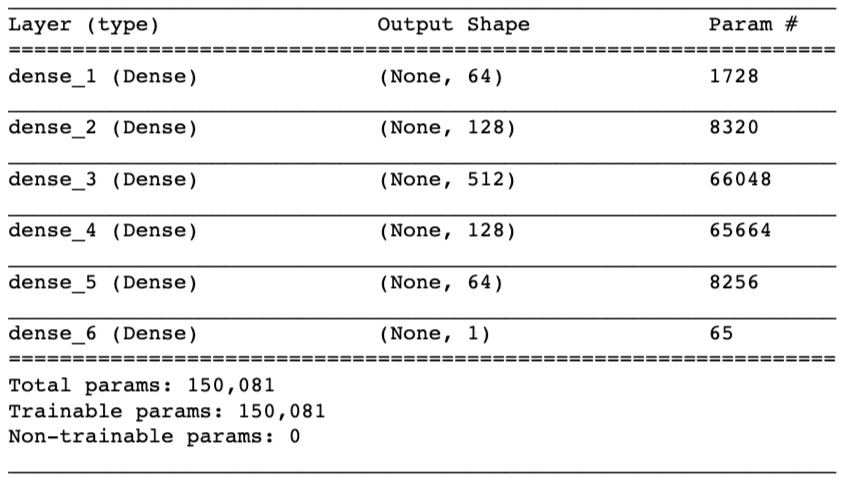 Layer (type) Output Shape Param #
dense_1 (Dense) (None, 64) 1728
dense_2 (Dense) (None, 128) 8320
dense_3 (Dense) (None, 512) 66048
dense_4 (Dense) (None, 128) 65664
dense_5 (Dense) (None, 64) 8256
dense_6 (Dense) (None, 1) 65
Total params: 150,081
Trainable params: 150,081
Non-trainable params: 0